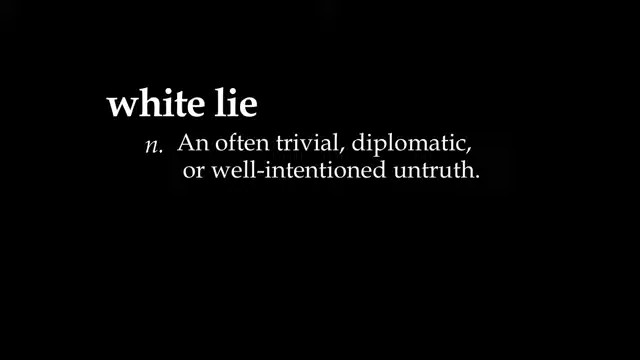 white lie
n. An often trivial, diplomatic,
or well-intentioned untruth.